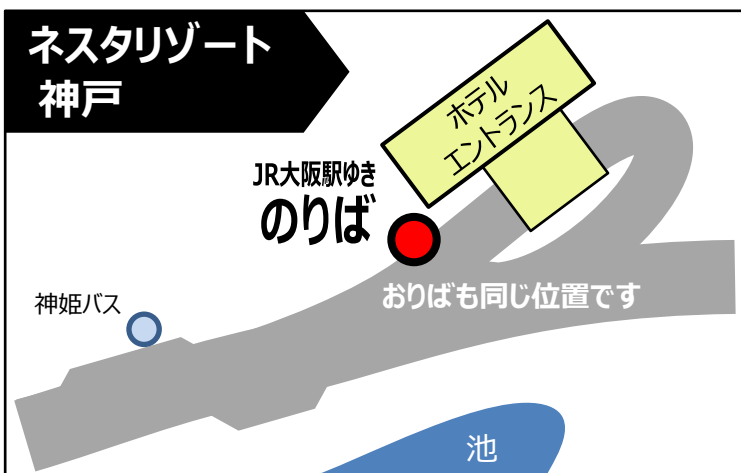 ネスタリゾート
神戸
ホテル
エントランス
JR大阪駅ゆき
のりば
おりばも同じ位置です
神姫バス
池